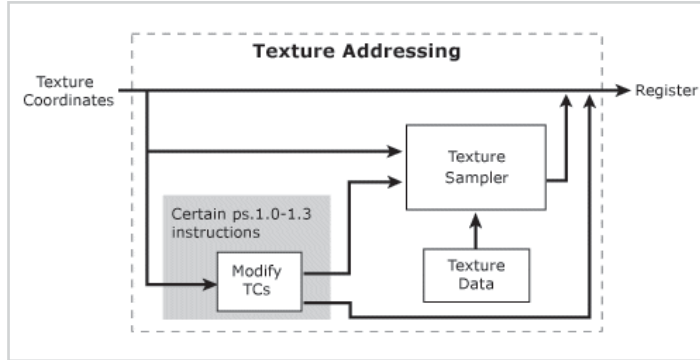 Texture Addressing
Texture
Coordinates
Register
Texture
Sampler
Certain ps.1.0-1.3
instructions
Modify
TCs
Texture
Data